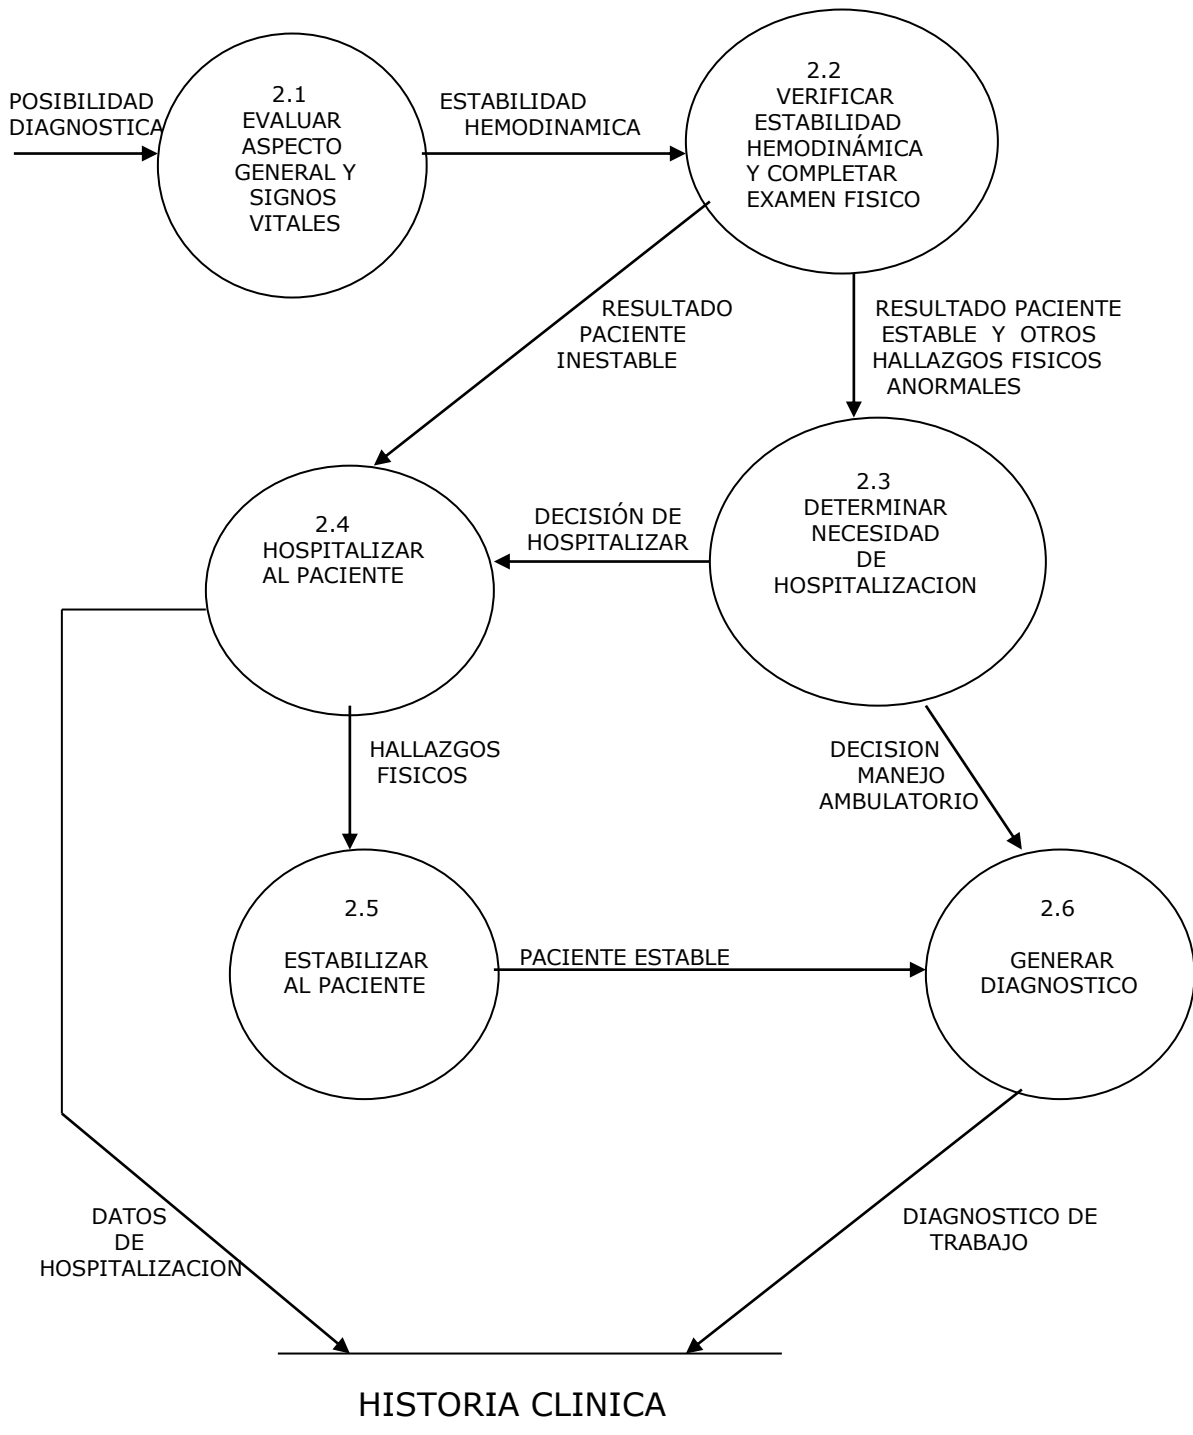 POSIBILIDAD
DIAGNOSTICA
2.1
EVALUAR
ASPECTO
GENERAL Y
SIGNOS
VITALES
ESTABILIDAD
HEMODINAMICA
2.2
VERIFICAR
ESTABILIDAD
HEMODINÁMICA
Y COMPLETAR
EXAMEN FISICO
RESULTADO
PACIENTE
INESTABLE
RESULTADO PACIENTE
ESTABLE Y OTROS
HALLAZGOS FISICOS
ANORMALES
2.4
HOSPITALIZAR
AL PACIENTE
DECISIÓN DE
HOSPITALIZAR
2.3
DETERMINAR
NECESIDAD
DE
HOSPITALIZACION
HALLAZGOS
FISICOS
DECISION
MANEJO
AMBULATORIO
2.5
ESTABILIZAR
AL PACIENTE
PACIENTE ESTABLE
2.6
GENERAR
DIAGNOSTICO
DATOS
DE
HOSPITALIZACION
DIAGNOSTICO DE
TRABAJO
HISTORIA CLINICA